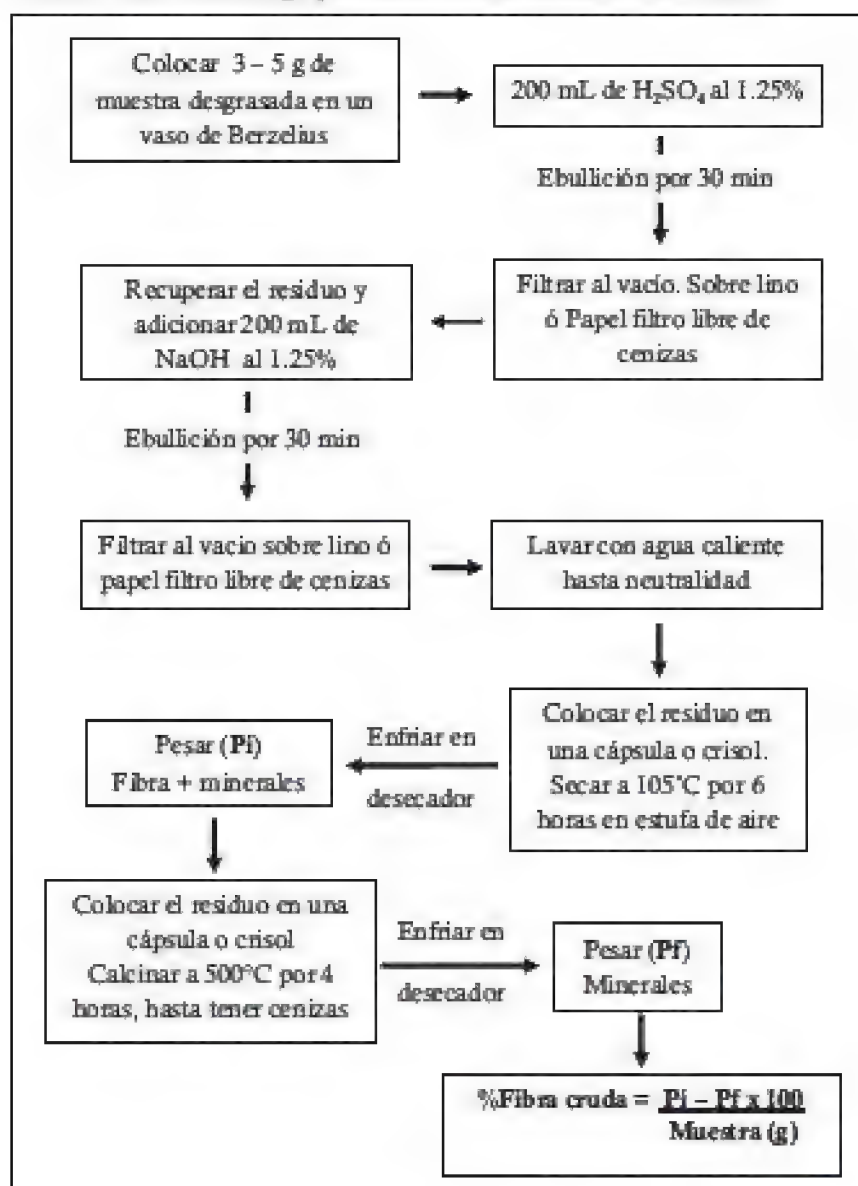 Colocar 3 – 5 g de
muestra desgrasada en un
vaso de Berzelius
200 mL de H₂SO₄ al 1.25%
Ebullición por 30 min
Filtrar al vacío. Sobre lino
ó Papel filtro libre de
cenizas
Recuperar el residuo y
adicionar 200 mL de
NaOH al 1.25%
Ebullición por 30 min
Filtrar al vacio sobre lino ó
papel filtro libre de cenizas
Lavar con agua caliente
hasta neutralidad
Colocar el residuo en
una cápsula o crisol.
Secar a 105°C por 6
horas en estufa de aire
Enfriar en
desecador
Pesar (Pi)
Fibra + minerales
Colocar el residuo en una
cápsula o crisol
Calcinar a 500°C por 4
horas, hasta tener cenizas
Enfriar en
desecador
Pesar (Pf)
Minerales
%Fibra cruda = Pi – Pf x 100
Muestra (g)